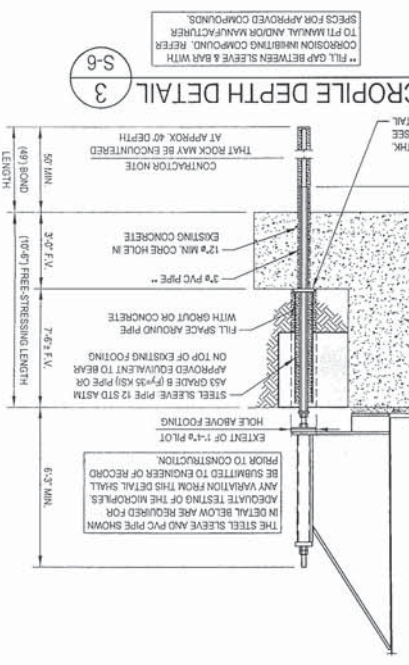 THE STEEL SLEEVE AND PVC PIPE SHOWN
IN DETAIL BELOW ARE REQUIRED FOR
ADEQUATE TESTING OF THE MICROPILES.
ANY VARIATION FROM THIS DETAIL SHALL
BE SUBMITTED TO ENGINEER OF RECORD
PRIOR TO CONSTRUCTION.
6'-3" MIN.
EXTENT OF 1'-4"ø PILOT
HOLE ABOVE FOOTING
STEEL SLEEVE, PIPE 12 STD ASTM
A53 GRADE B (Fy=35 KSI) PIPE OR
APPROVED EQUIVALENT TO BEAR
ON TOP OF EXISTING FOOTING
FILL SPACE AROUND PIPE
WITH GROUT OR CONCRETE
7'-6"± F.V.
(10'-6") FREE-STRESSING LENGTH
3"ø PVC PIPE **
12"ø MIN. CORE HOLE IN
EXISTING CONCRETE
3'-0" F.V.
THK.
SEE
TAIL
CONTRACTOR NOTE
THAT ROCK MAY BE ENCOUNTERED
AT APPROX. 40' DEPTH
50' MIN.
(49') BOND
LENGTH
CROPILE DEPTH DETAIL
3
S-6
** FILL GAP BETWEEN SLEEVE & BAR WITH
CORROSION INHIBITING COMPOUND. REFER
TO PTI MANUAL AND/OR MANUFACTURER
SPECS FOR APPROVED COMPOUNDS.